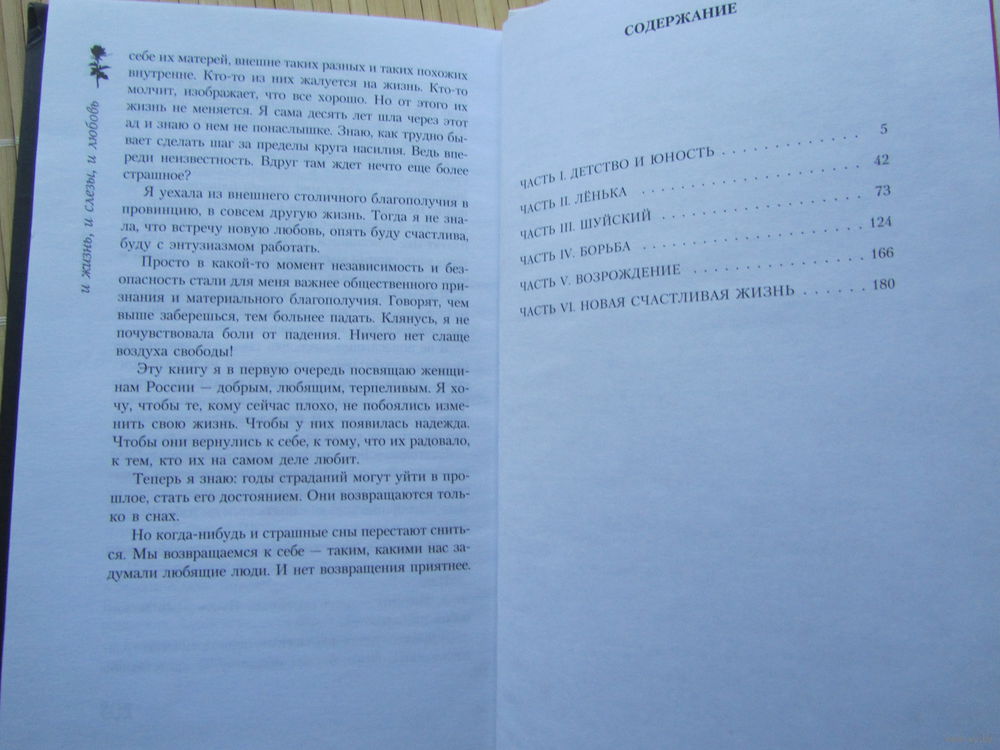 и жизнь, и слезы, и любовь
себе их матерей, внешне таких разных и таких похожих
внутренне. Кто-то из них жалуется на жизнь. Кто-то
молчит, изображает, что все хорошо. Но от этого их
жизнь не меняется. Я сама десять лет шла через этот
ад и знаю о нем не понаслышке. Знаю, как трудно бы-
вает сделать шаг за пределы круга насилия. Ведь впе-
реди неизвестность. Вдруг там ждет нечто еще более
страшное?
Я уехала из внешнего столичного благополучия в
провинцию, в совсем другую жизнь. Тогда я не зна-
ла, что встречу новую любовь, опять буду счастлива,
буду с энтузиазмом работать.
Просто в какой-то момент независимость и без-
опасность стали для меня важнее общественного при-
знания и материального благополучия. Говорят, чем
выше заберешься, тем больнее падать. Клянусь, я не
почувствовала боли от падения. Ничего нет слаще
воздуха свободы!
Эту книгу я в первую очередь посвящаю женщи-
нам России — добрым, любящим, терпеливым. Я хо-
чу, чтобы те, кому сейчас плохо, не побоялись изме-
нить свою жизнь. Чтобы у них появилась надежда.
Чтобы они вернулись к себе, к тому, что их радовало,
к тем, кто их на самом деле любит.
Теперь я знаю: годы страданий могут уйти в про-
шлое, стать его достоянием. Они возвращаются толь-
ко в снах.
Но когда-нибудь и страшные сны перестают снить-
ся. Мы возвращаемся к себе — таким, какими нас за-
думали любящие люди. И нет возвращения приятнее.
СОДЕРЖАНИЕ
ЧАСТЬ I. ДЕТСТВО И ЮНОСТЬ . . . . . . . . . . . 5
ЧАСТЬ II. ЛЁНЬКА . . . . . . . . . . . . . . . . . 42
ЧАСТЬ III. ШУЙСКИЙ . . . . . . . . . . . . . . . 73
ЧАСТЬ IV. БОРЬБА . . . . . . . . . . . . . . . . 124
ЧАСТЬ V. ВОЗРОЖДЕНИЕ . . . . . . . . . . . . . 166
ЧАСТЬ VI. НОВАЯ СЧАСТЛИВАЯ ЖИЗНЬ . . . . . . 180